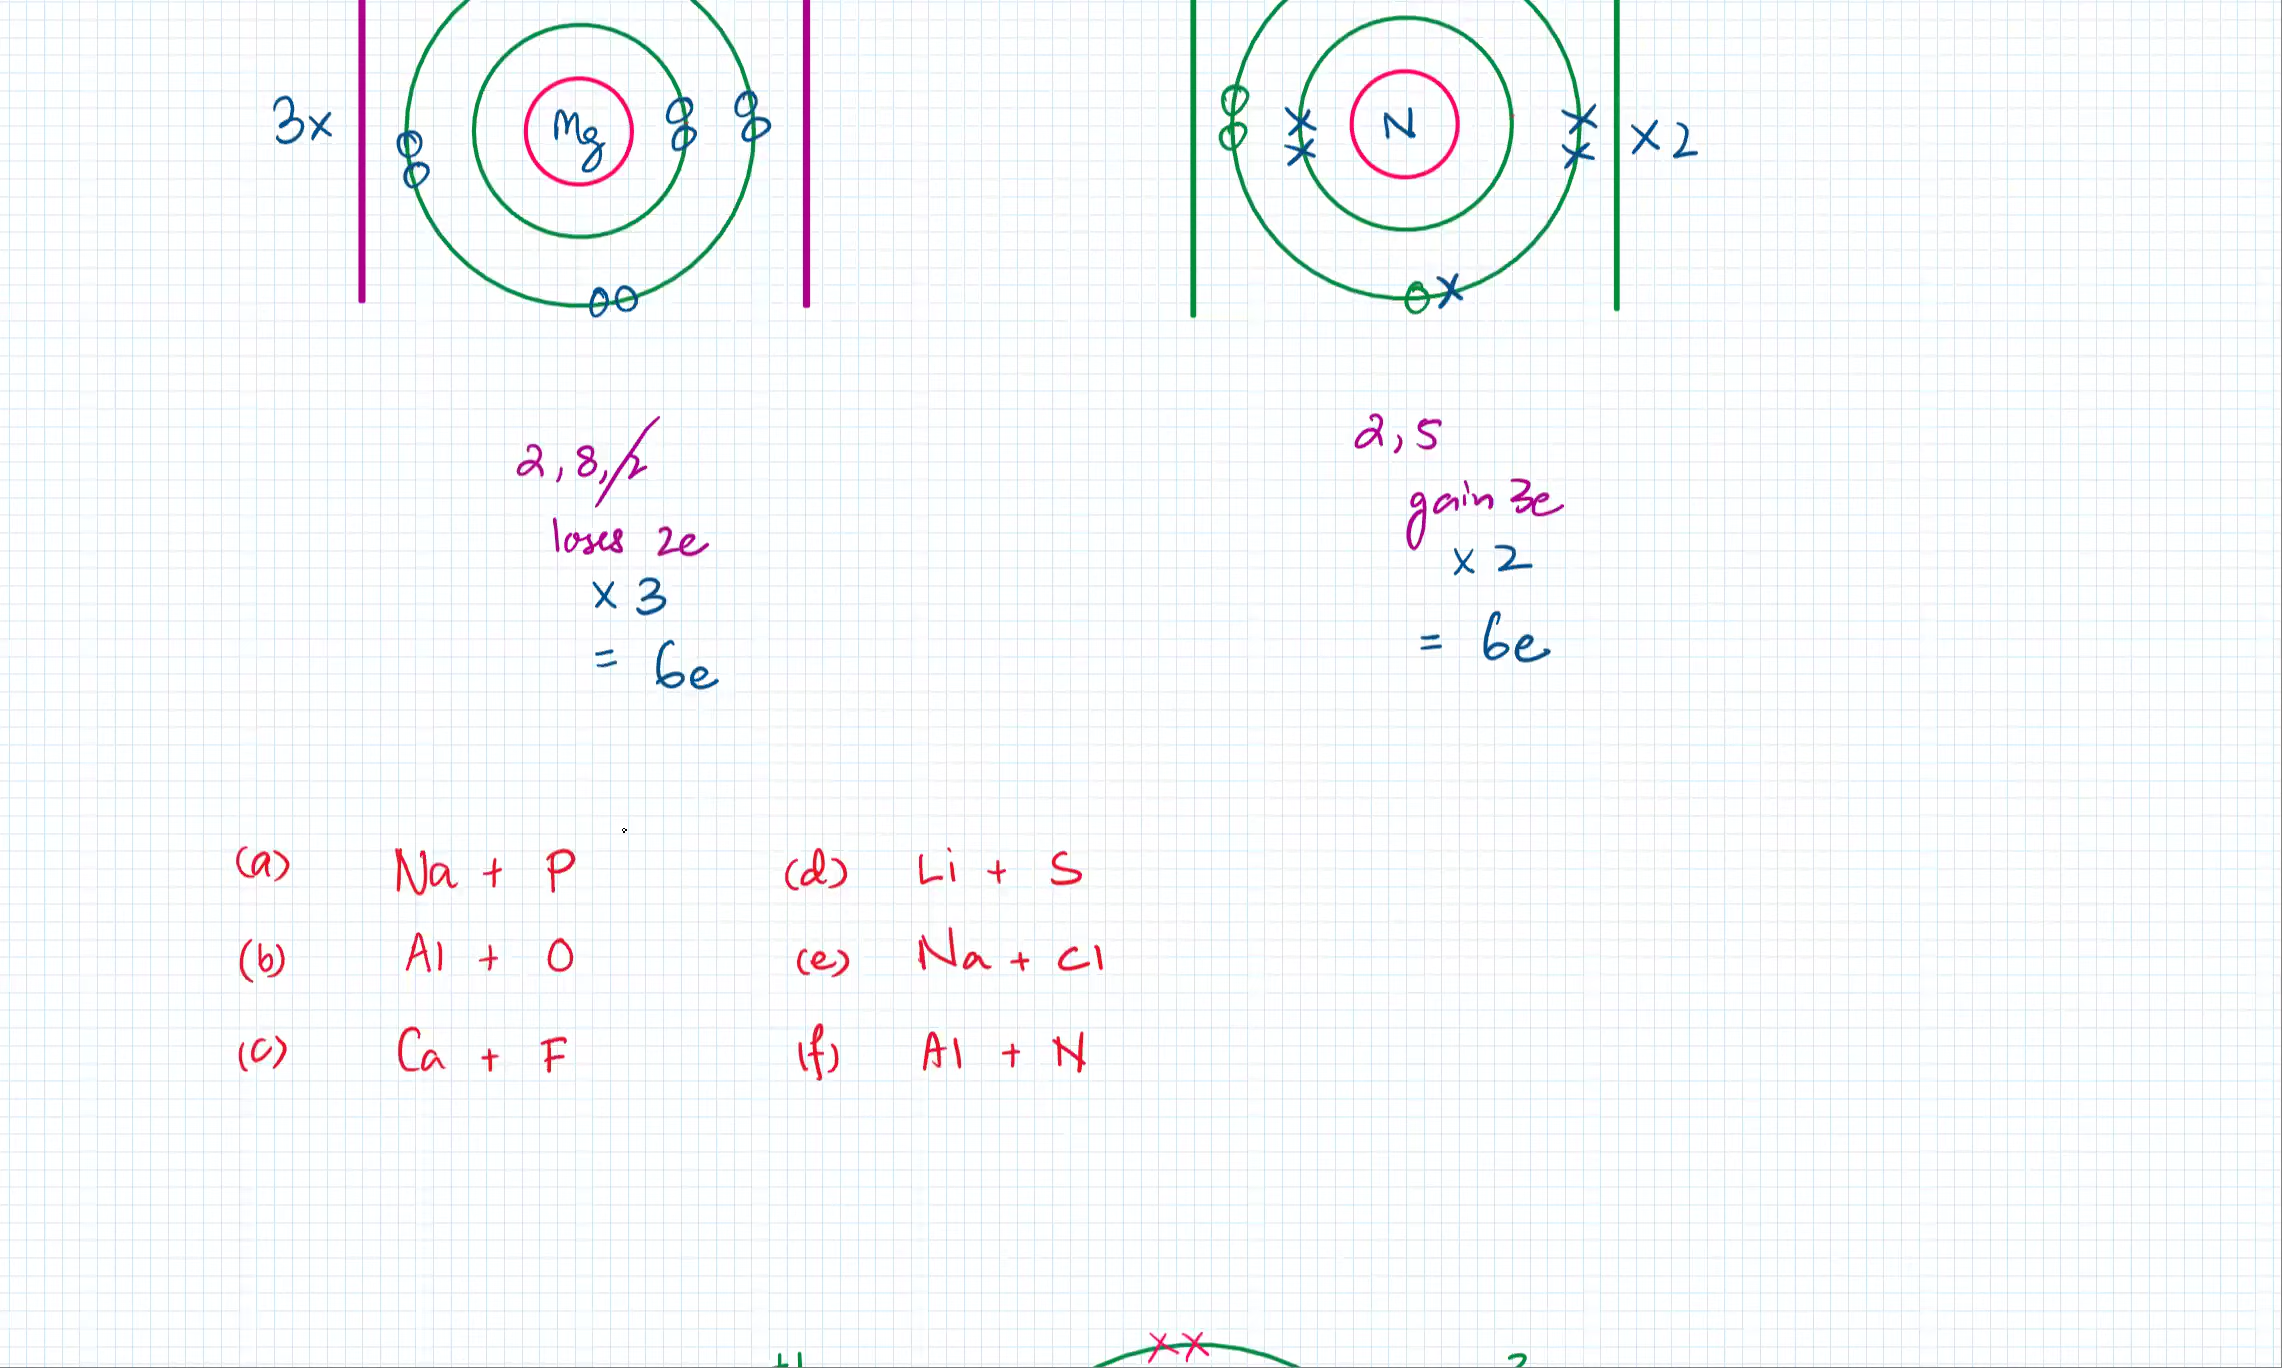 3x Mg N x 2
2, 8, 2
loses 2e
x 3
= 6e
2, 5
gain 3e
x 2
= 6e
(a) Na + P (d) Li + S
(b) Al + O (e) Na + Cl
(c) Ca + F (f) Al + N